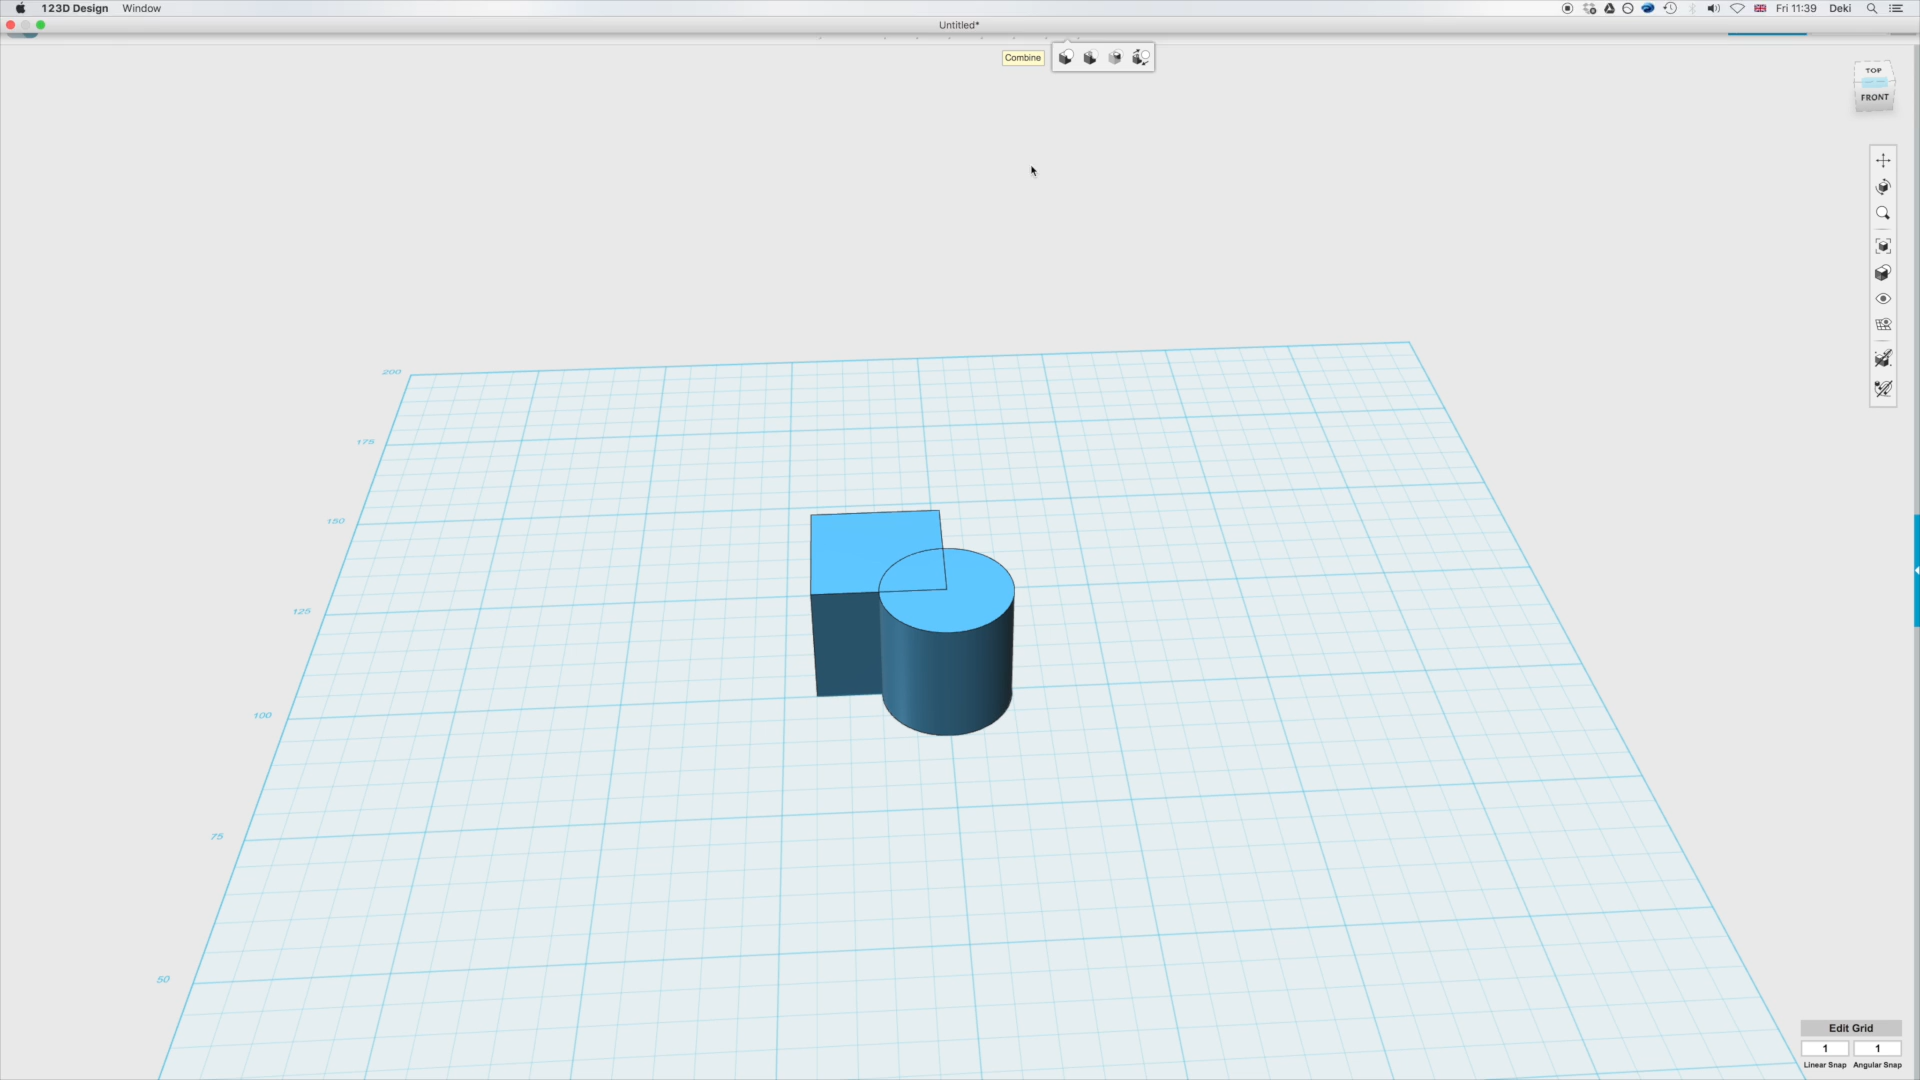 123D Design Window
Fri 11:39 Deki
Untitled*
Combine
TOP
FRONT
200
175
150
125
100
75
50
Edit Grid
1 1
Linear Snap Angular Snap